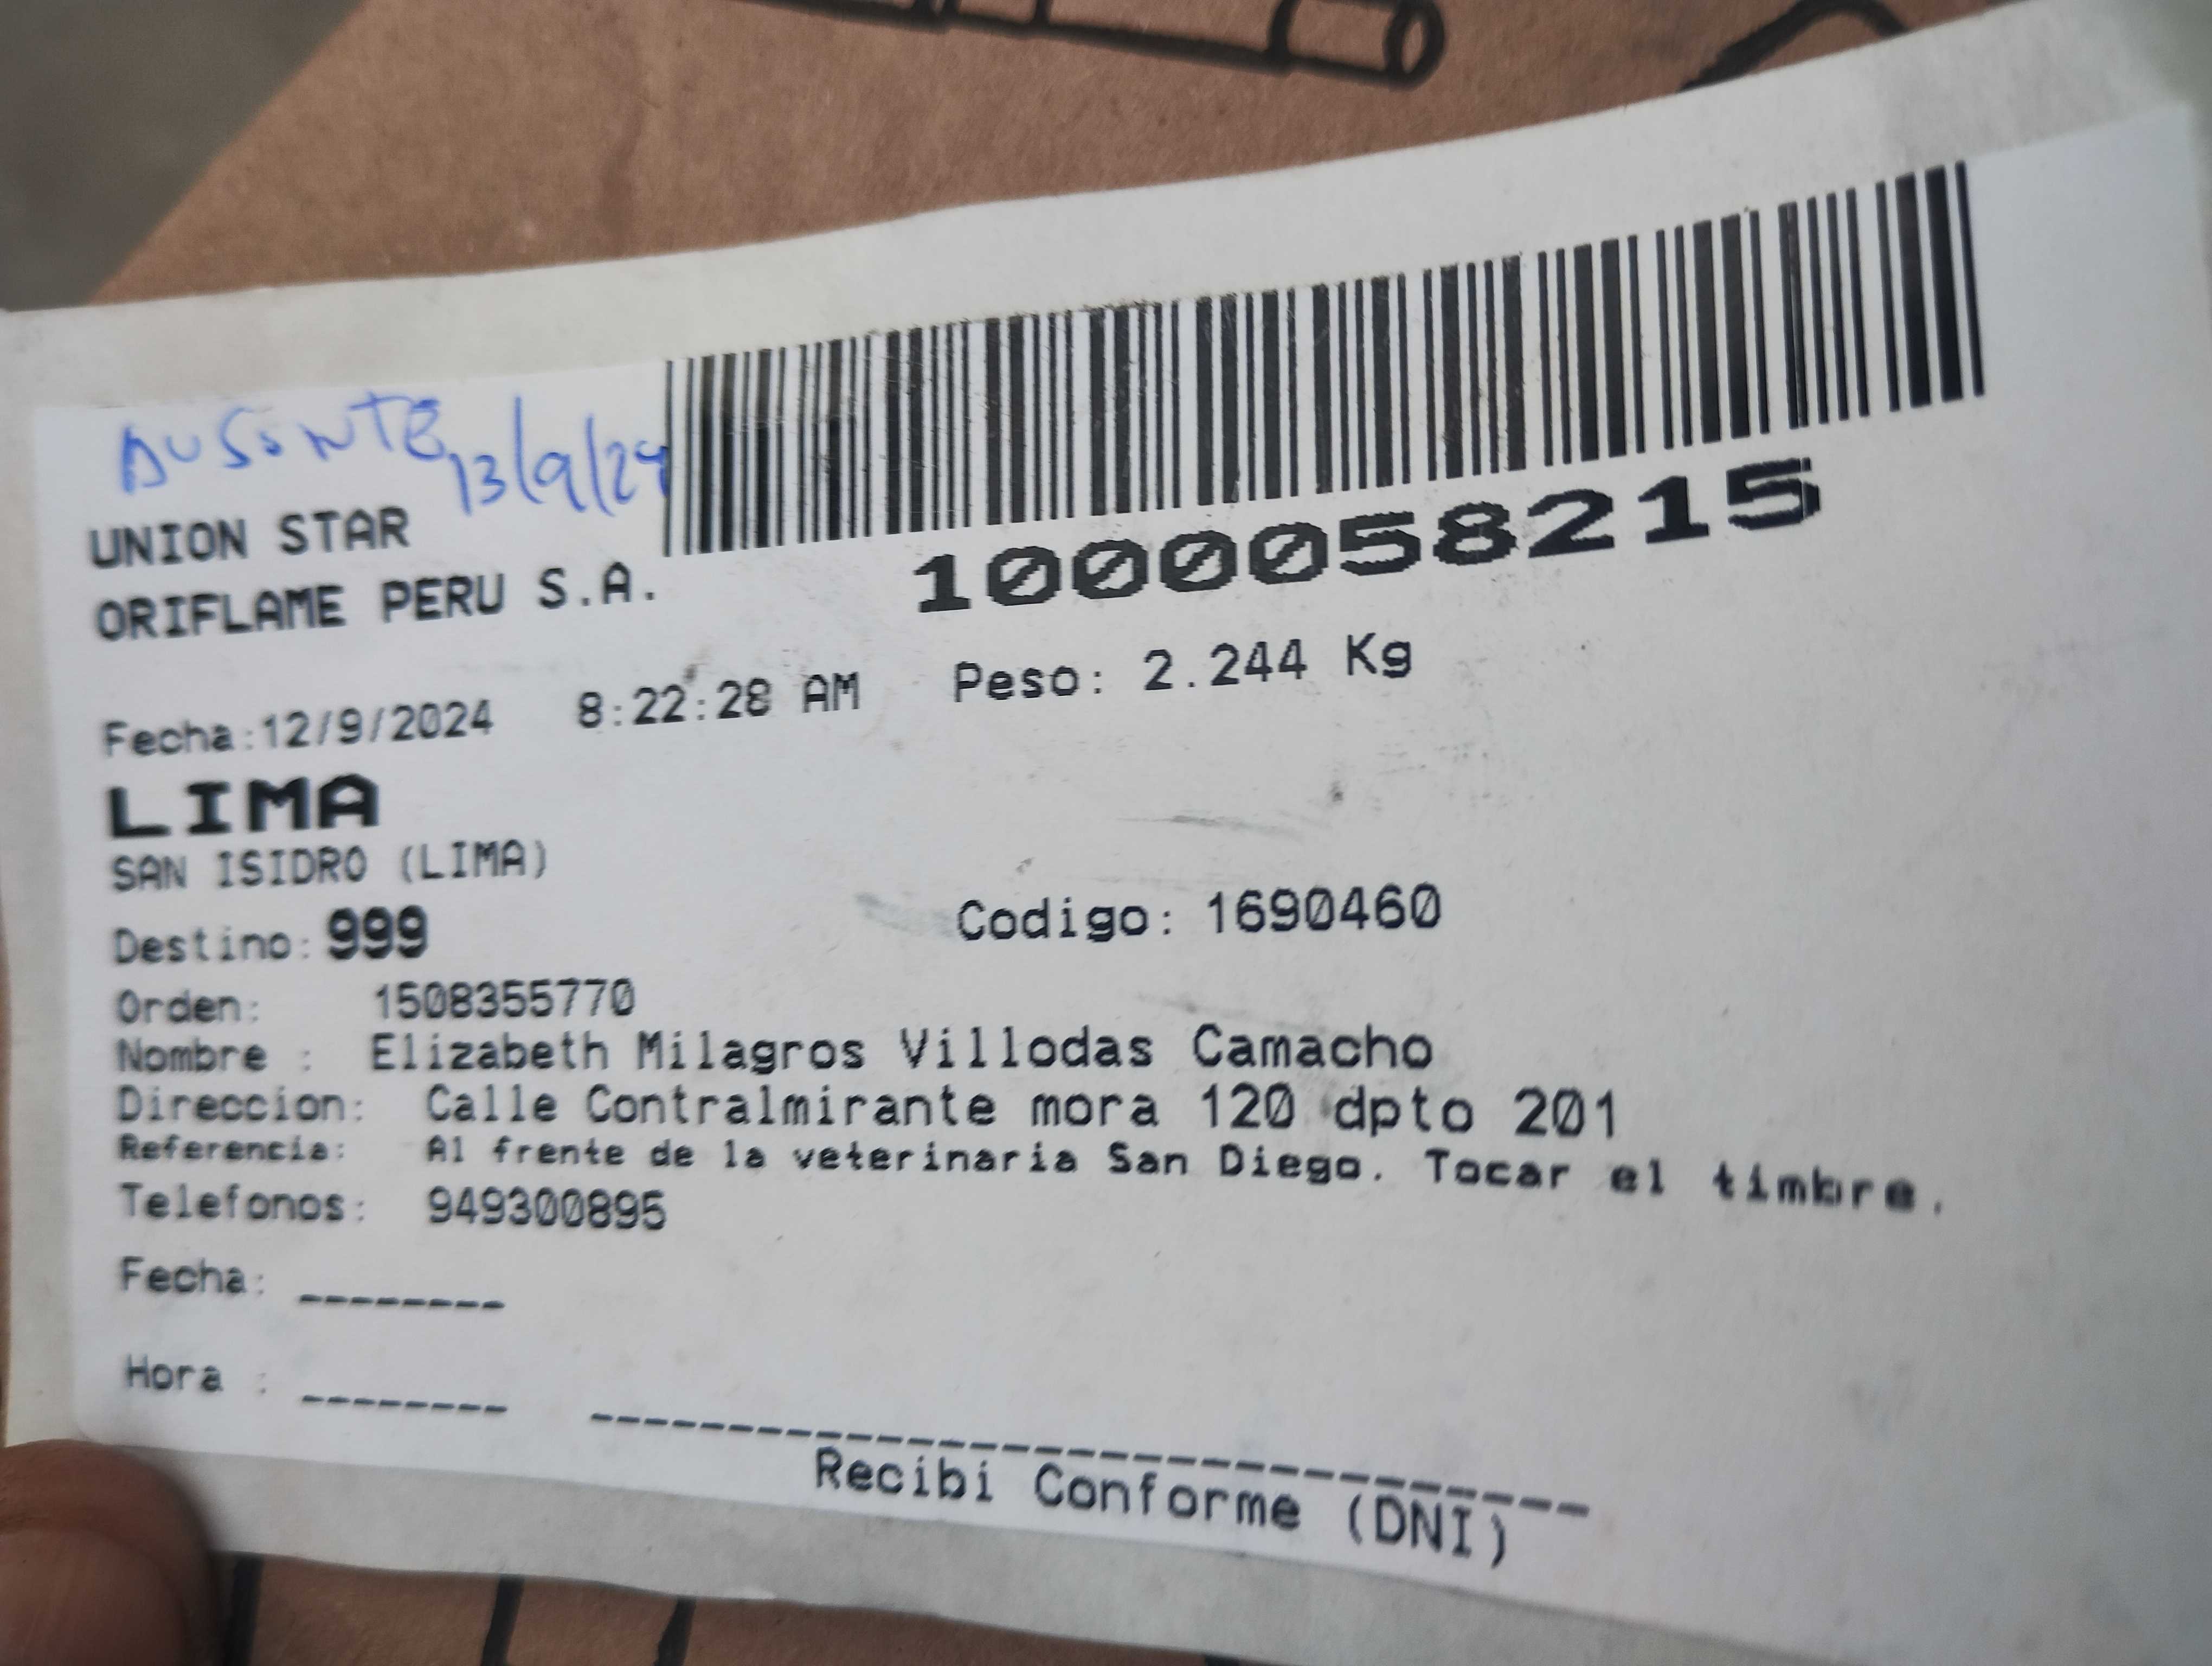 AUSENTE 13/9/24
UNION STAR
ORIFLAME PERU S.A.
1000058215
Fecha:12/9/2024 8:22:28 AM Peso: 2.244 Kg
LIMA
SAN ISIDRO (LIMA)
Destino: 999 Codigo: 1690460
Orden: 1508355770
Nombre : Elizabeth Milagros Villodas Camacho
Direccion: Calle Contralmirante mora 120 dpto 201
Referencia: Al frente de la veterinaria San Diego. Tocar el timbre.
Telefonos: 949300895
Fecha: ________
Hora : ________
Recibi Conforme (DNI)